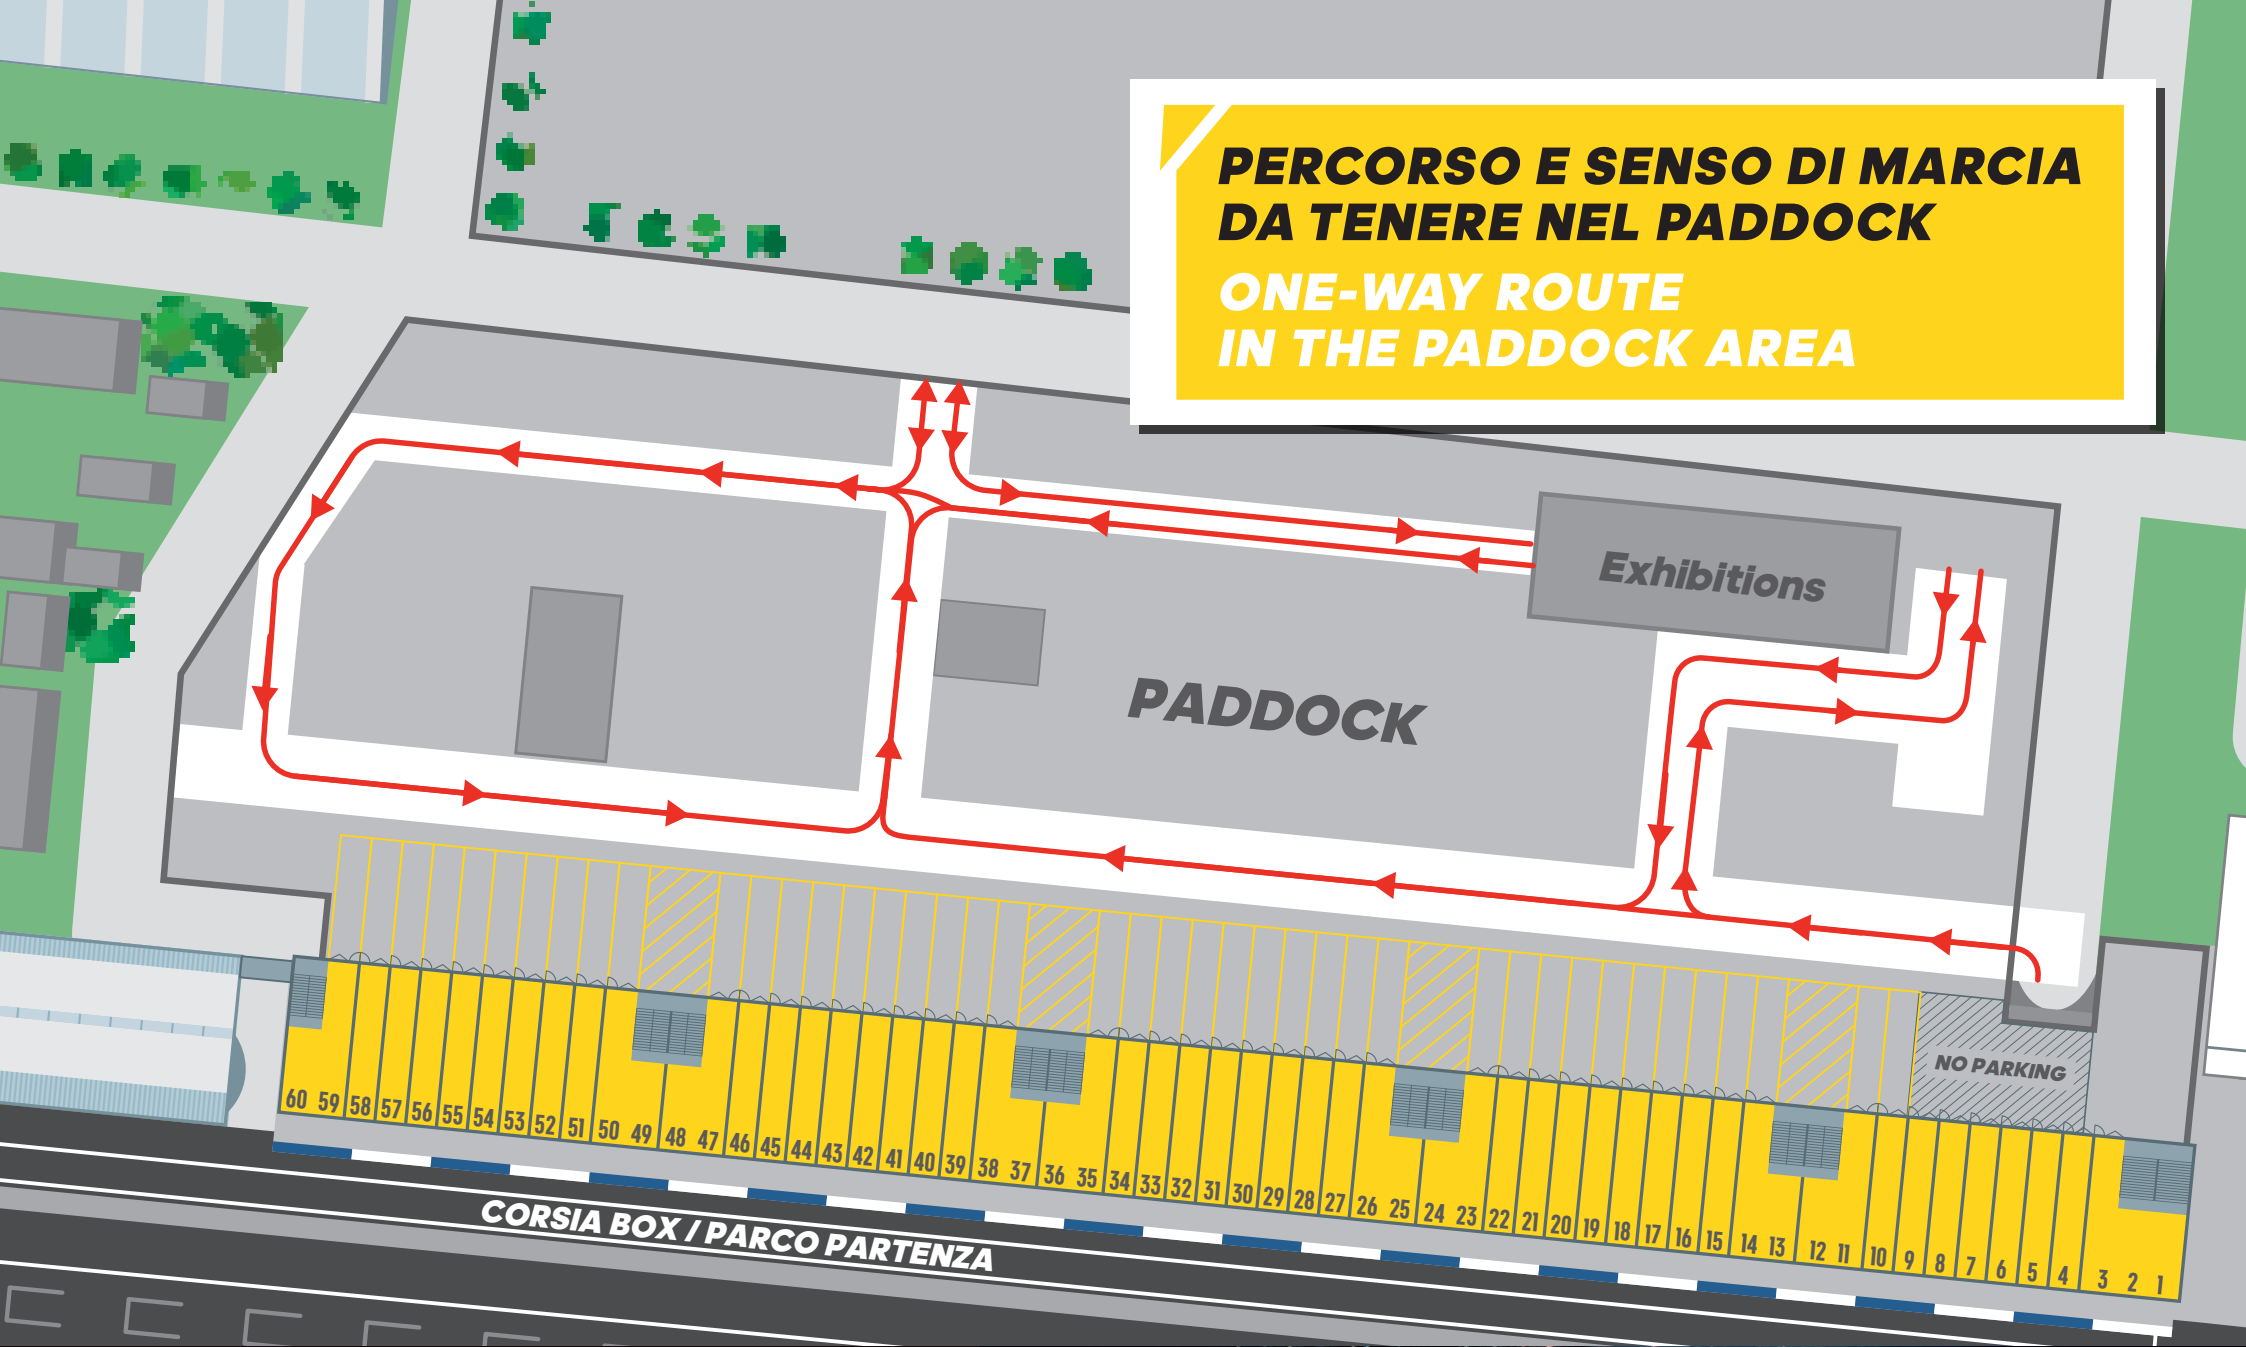 PERCORSO E SENSO DI MARCIA
DA TENERE NEL PADDOCK
ONE-WAY ROUTE
IN THE PADDOCK AREA
Exhibitions
PADDOCK
NO PARKING
60 59 58 57 56 55 54 53 52 51 50 49 48 47 46 45 44 43 42 41 40 39 38 37 36 35 34 33 32 31 30 29 28 27 26 25 24 23 22 21 20 19 18 17 16 15 14 13 12 11 10 9 8 7 6 5 4 3 2 1
CORSIA BOX / PARCO PARTENZA